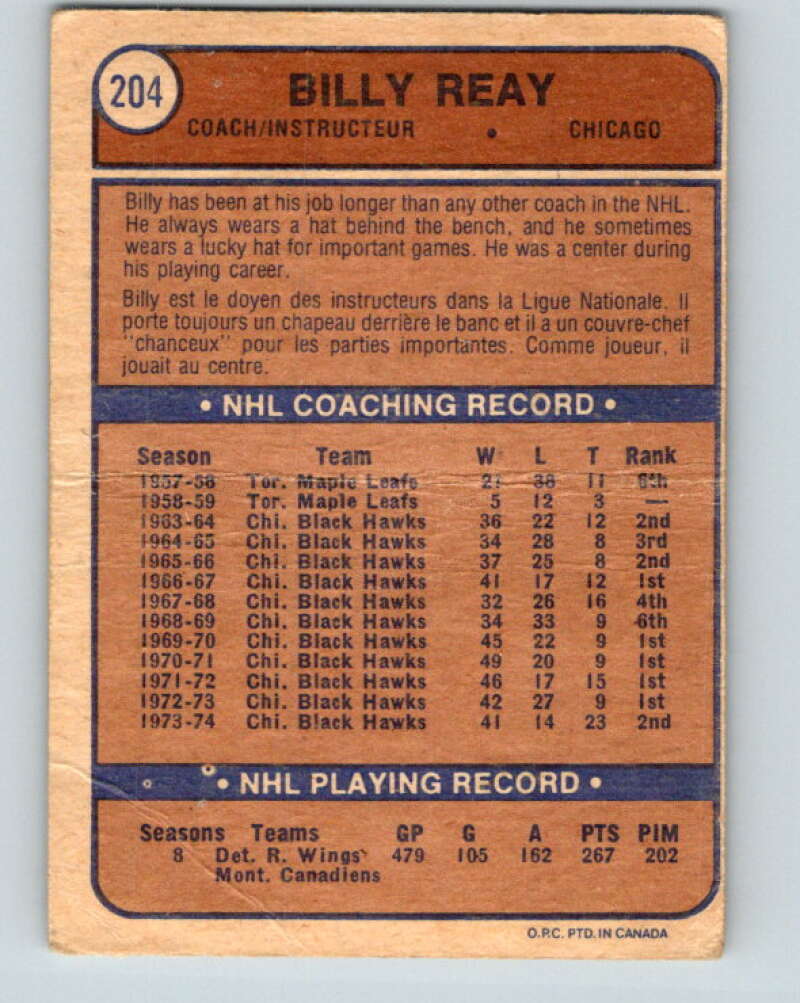 204
BILLY REAY
COACH/INSTRUCTEUR • CHICAGO
Billy has been at his job longer than any other coach in the NHL.
He always wears a hat behind the bench, and he sometimes
wears a lucky hat for important games. He was a center during
his playing career.
Billy est le doyen des instructeurs dans la Ligue Nationale. Il
porte toujours un chapeau derrière le banc et il a un couvre-chef
"chanceux" pour les parties importantes. Comme joueur, il
jouait au centre.
• NHL COACHING RECORD •
Season Team W L T Rank
1957-58 Tor. Maple Leafs 21 38 11 6th
1958-59 Tor. Maple Leafs 5 12 3 —
1963-64 Chi. Black Hawks 36 22 12 2nd
1964-65 Chi. Black Hawks 34 28 8 3rd
1965-66 Chi. Black Hawks 37 25 8 2nd
1966-67 Chi. Black Hawks 41 17 12 1st
1967-68 Chi. Black Hawks 32 26 16 4th
1968-69 Chi. Black Hawks 34 33 9 6th
1969-70 Chi. Black Hawks 45 22 9 1st
1970-71 Chi. Black Hawks 49 20 9 1st
1971-72 Chi. Black Hawks 46 17 15 1st
1972-73 Chi. Black Hawks 42 27 9 1st
1973-74 Chi. Black Hawks 41 14 23 2nd
• NHL PLAYING RECORD •
Seasons Teams GP G A PTS PIM
8 Det. R. Wings 479 105 162 267 202
Mont. Canadiens
O.P.C. PTD. IN CANADA